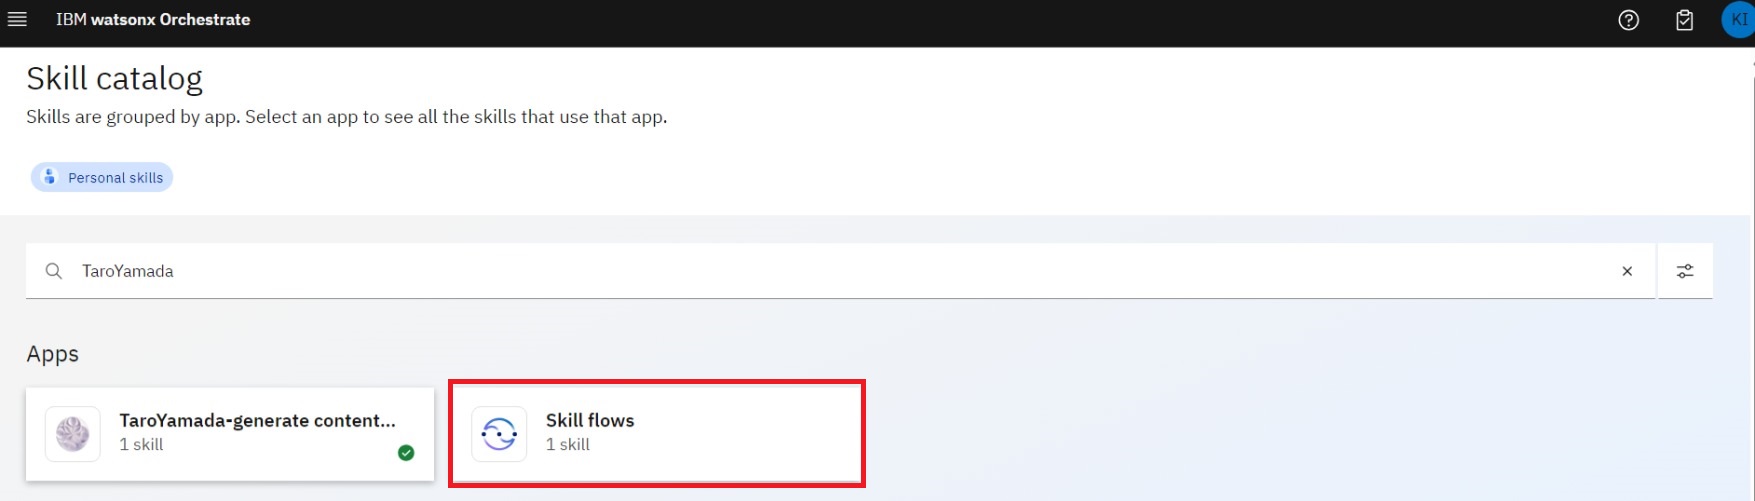 IBM watsonx Orchestrate
KI
Skill catalog
Skills are grouped by app. Select an app to see all the skills that use that app.
Personal skills
TaroYamada
Apps
TaroYamada-generate content...
1 skill
Skill flows
1 skill